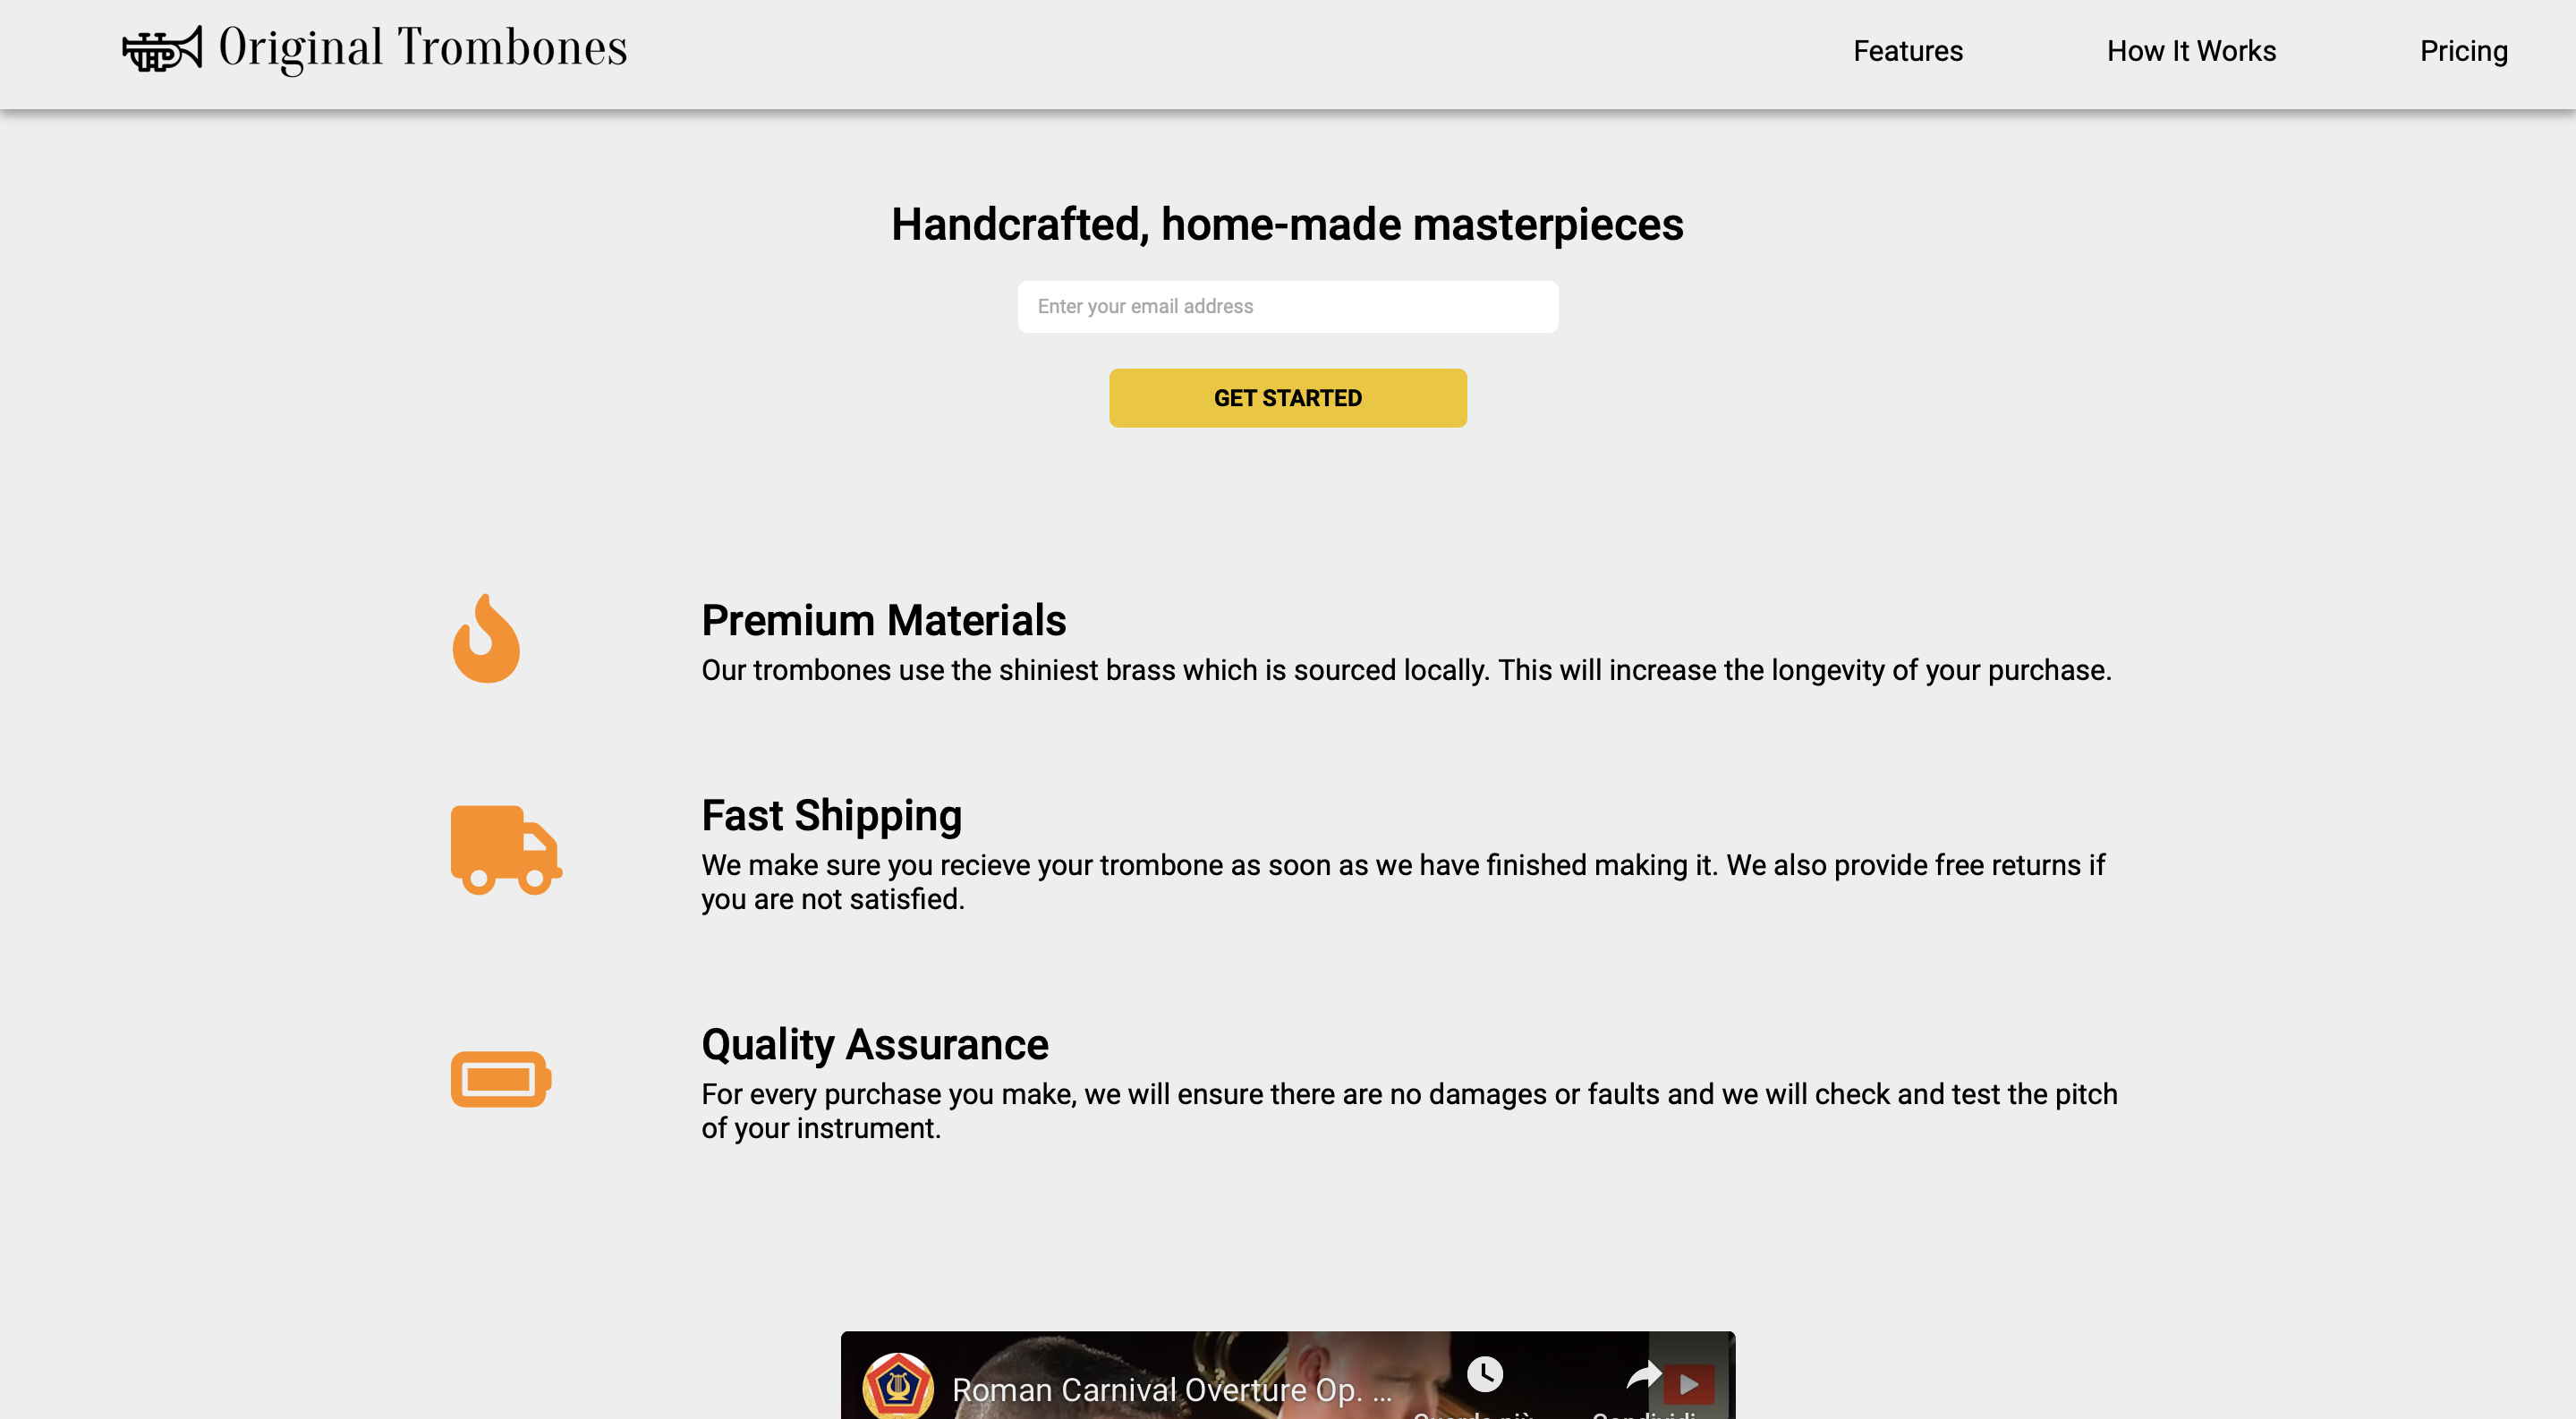 Original Trombones
Features
How It Works
Pricing
Handcrafted, home-made masterpieces
Enter your email address
GET STARTED
Premium Materials
Our trombones use the shiniest brass which is sourced locally. This will increase the longevity of your purchase.
Fast Shipping
We make sure you recieve your trombone as soon as we have finished making it. We also provide free returns if
you are not satisfied.
Quality Assurance
For every purchase you make, we will ensure there are no damages or faults and we will check and test the pitch
of your instrument.
Roman Carnival Overture Op. ...